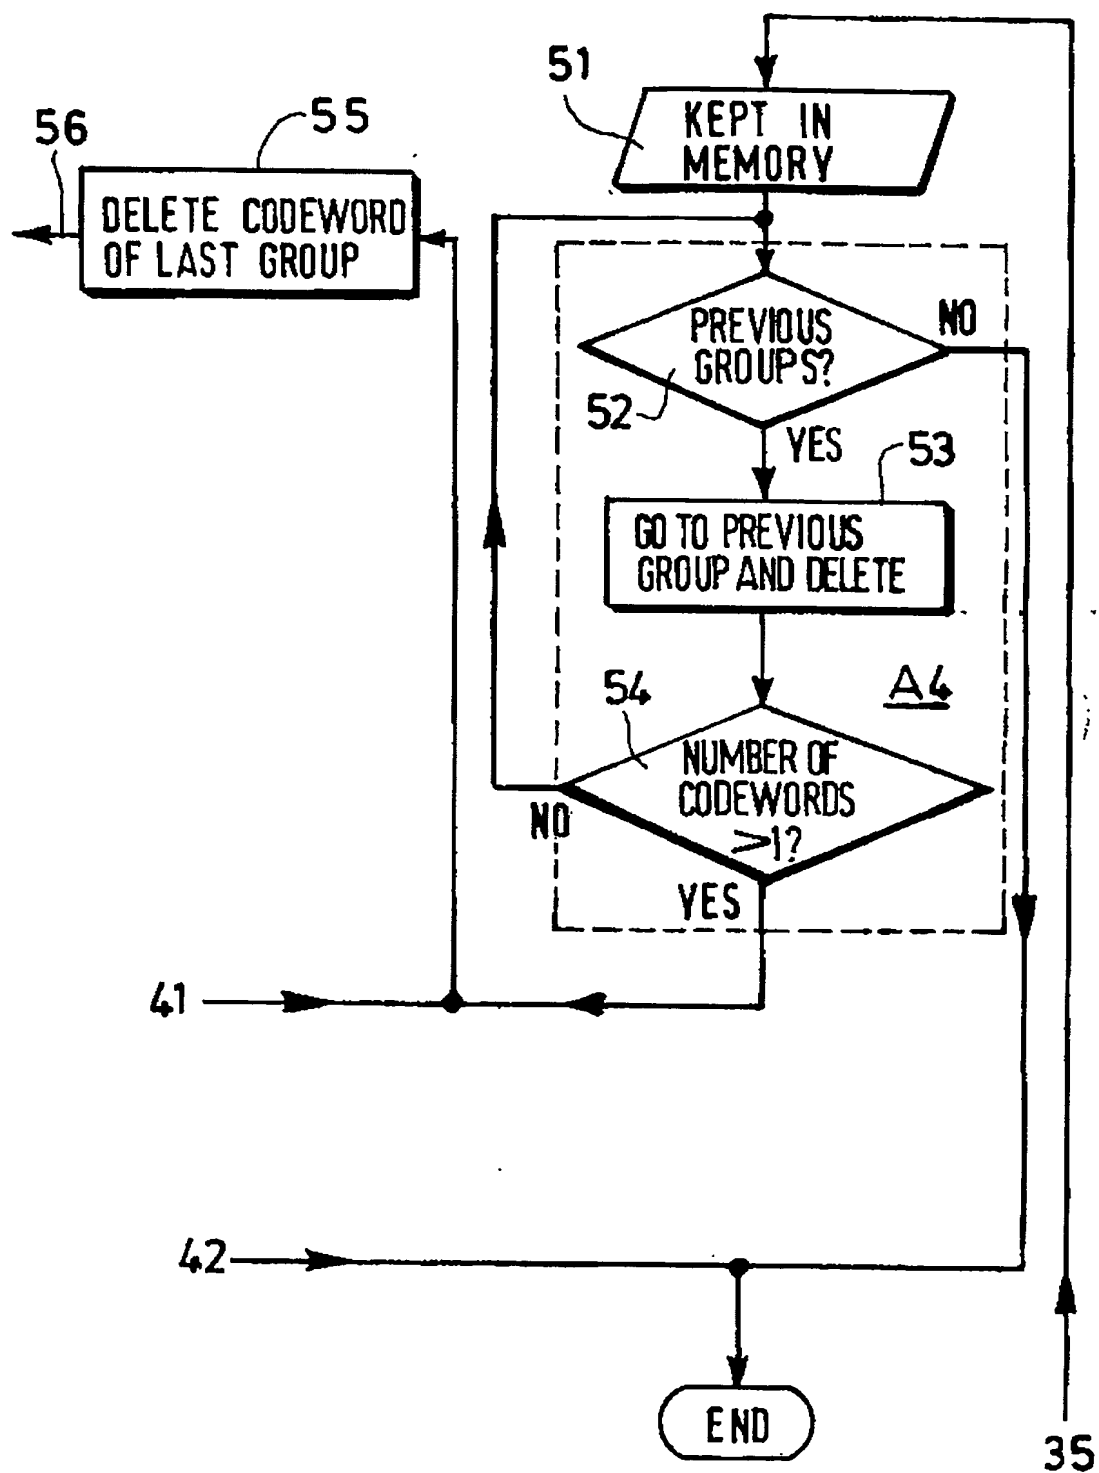 51
KEPT IN
MEMORY
56
55
DELETE CODEWORD
OF LAST GROUP
PREVIOUS
GROUPS?
NO
52
YES
53
GO TO PREVIOUS
GROUP AND DELETE
A4
54
NUMBER OF
CODEWORDS
>1?
NO
YES
41
42
END
35